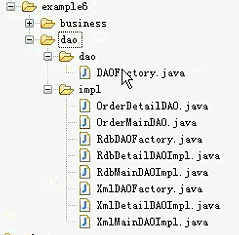 example6
business
dao
dao
DAOFactory.java
impl
OrderDetailDAO.java
OrderMainDAO.java
RdbDAOFactory.java
RdbDetailDAOImpl.java
RdbMainDAOImpl.java
XmlDAOFactory.java
XmlDetailDAOImpl.java
XmlMainDAOImpl.java